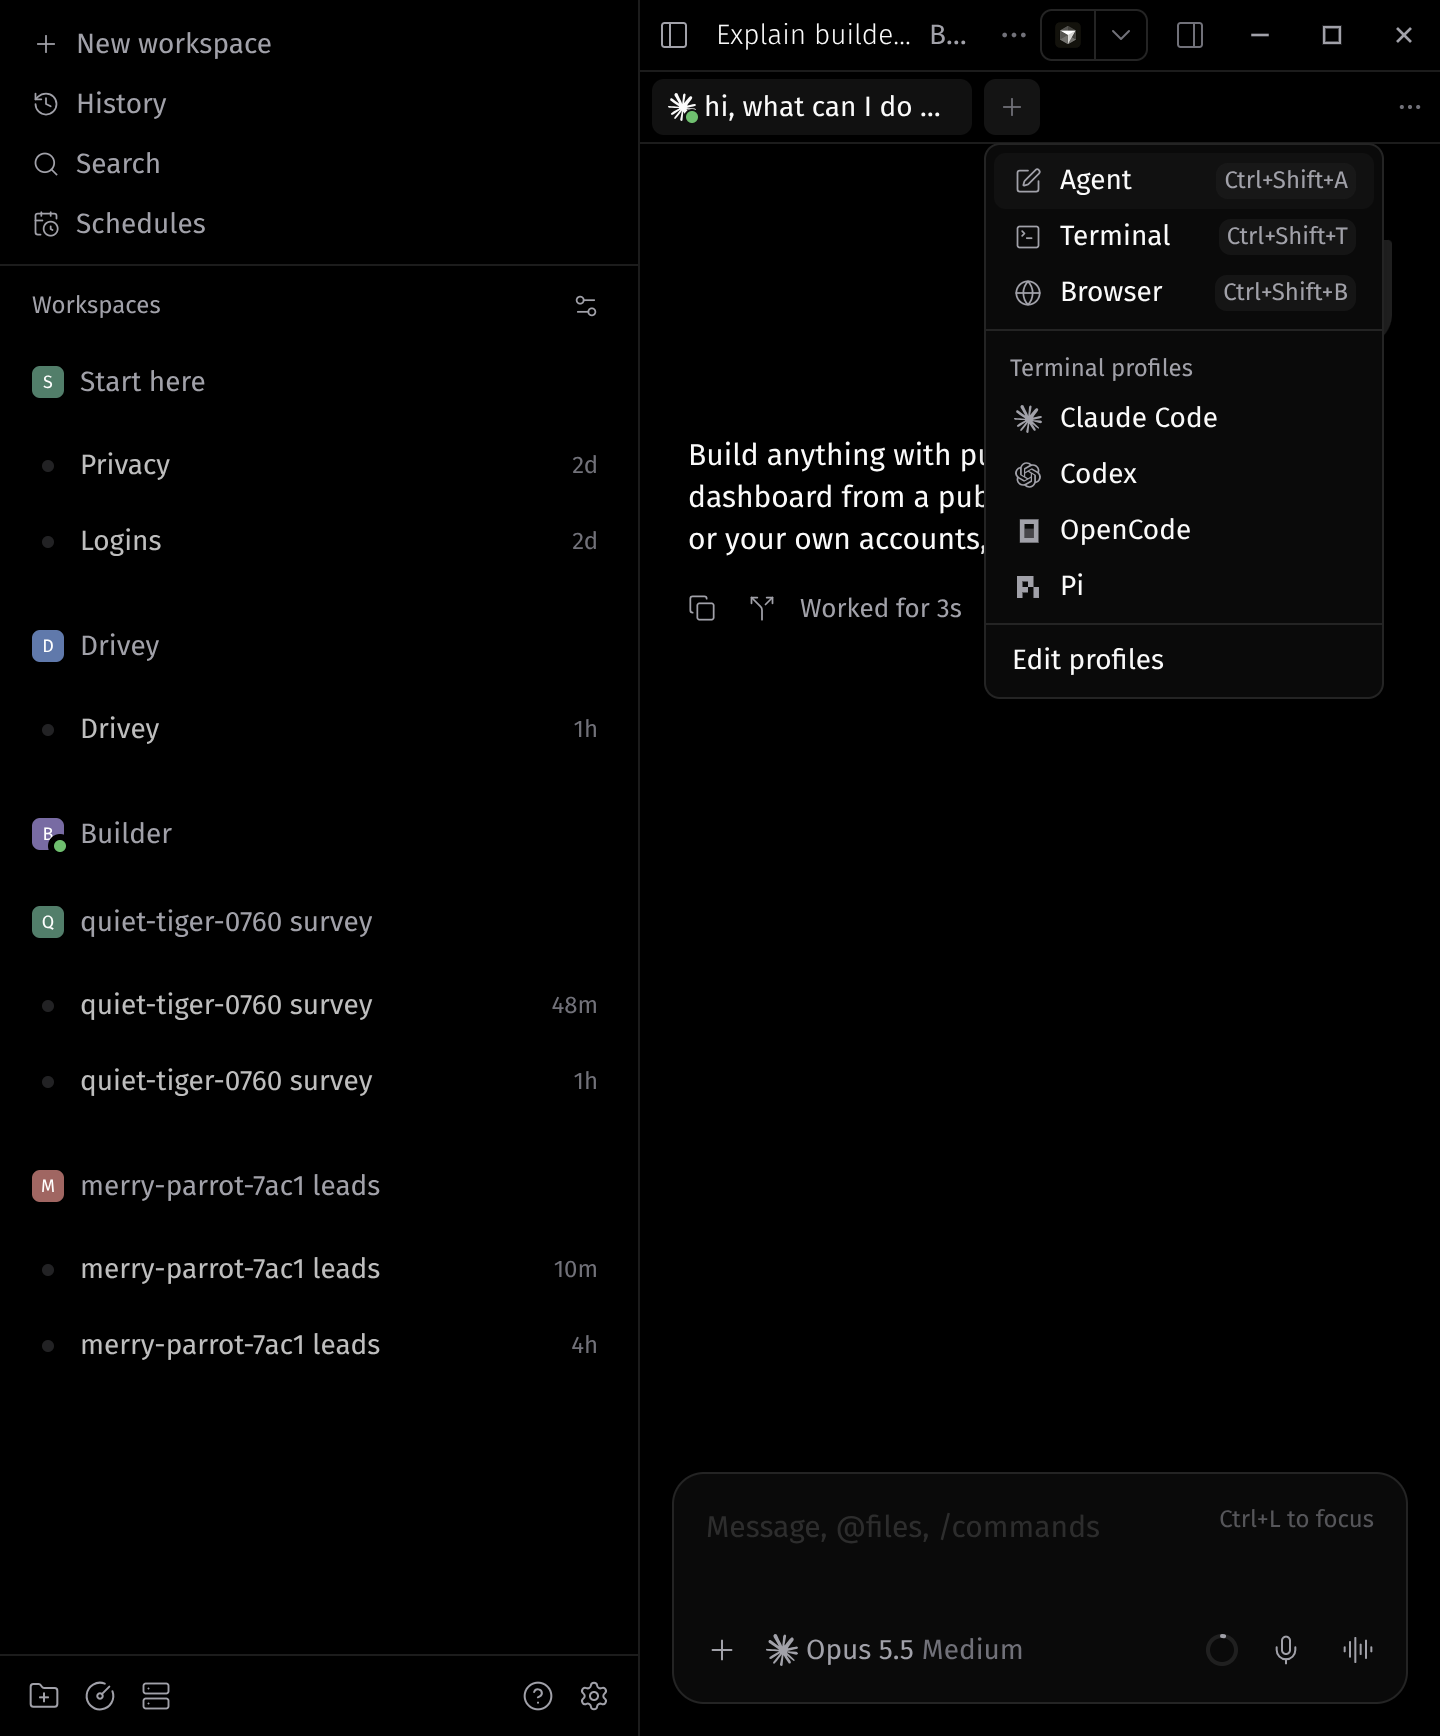 New workspace
History
Search
Schedules
Workspaces
S Start here
Privacy 2d
Logins 2d
D Drivey
Drivey 1h
B Builder
Q quiet-tiger-0760 survey
quiet-tiger-0760 survey 48m
quiet-tiger-0760 survey 1h
M merry-parrot-7ac1 leads
merry-parrot-7ac1 leads 10m
merry-parrot-7ac1 leads 4h
Explain builde... B...
hi, what can I do ...
Agent Ctrl+Shift+A
Terminal Ctrl+Shift+T
Browser Ctrl+Shift+B
Terminal profiles
Claude Code
Codex
OpenCode
Pi
Edit profiles
Build anything with
dashboard from a
or your own accounts,
Worked for 3s
Message, @files, /commands
Ctrl+L to focus
Opus 5.5 Medium